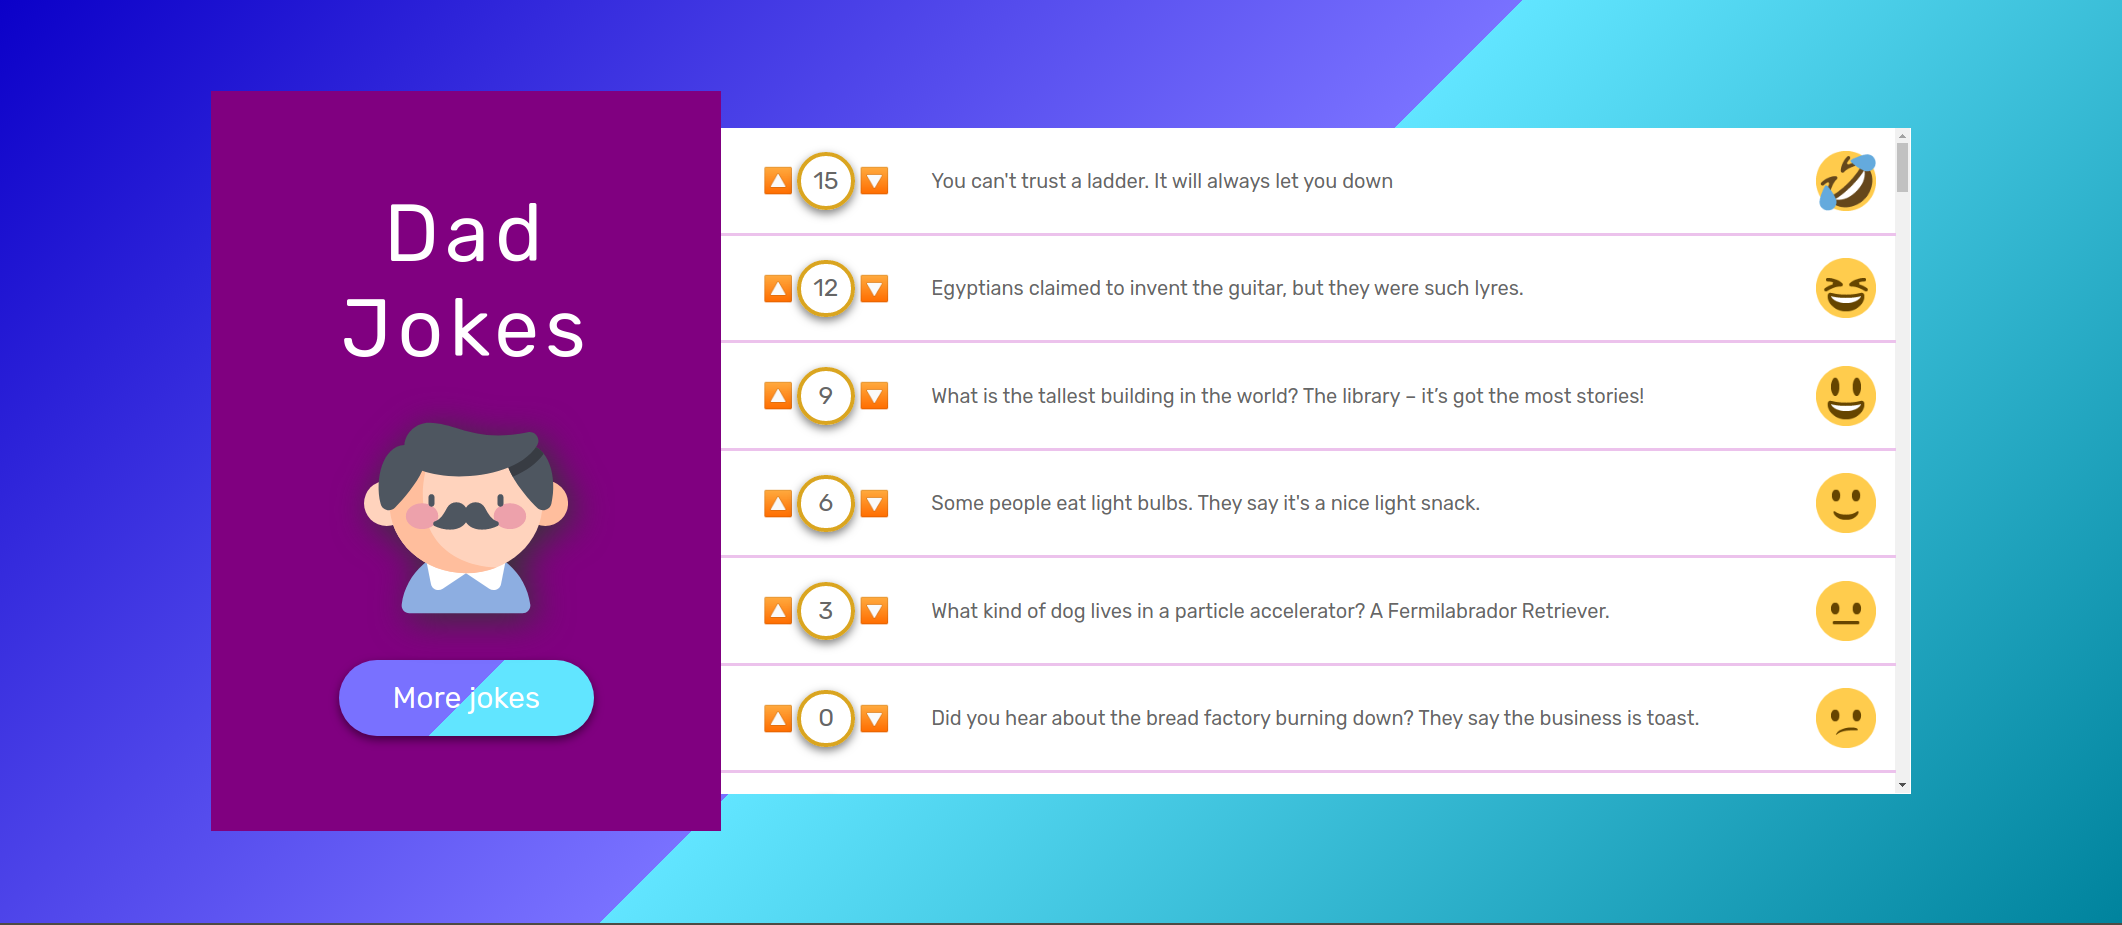 Dad
Jokes
More jokes
15 You can't trust a ladder. It will always let you down
12 Egyptians claimed to invent the guitar, but they were such lyres.
9 What is the tallest building in the world? The library – it’s got the most stories!
6 Some people eat light bulbs. They say it's a nice light snack.
3 What kind of dog lives in a particle accelerator? A Fermilabrador Retriever.
0 Did you hear about the bread factory burning down? They say the business is toast.